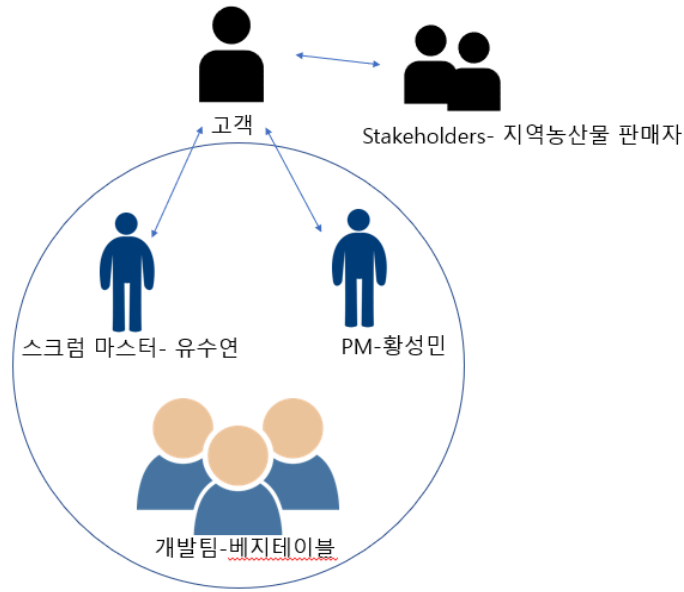 고객
Stakeholders- 지역농산물 판매자
스크럼 마스터- 유수연
PM-황성민
개발팀-베지테이블